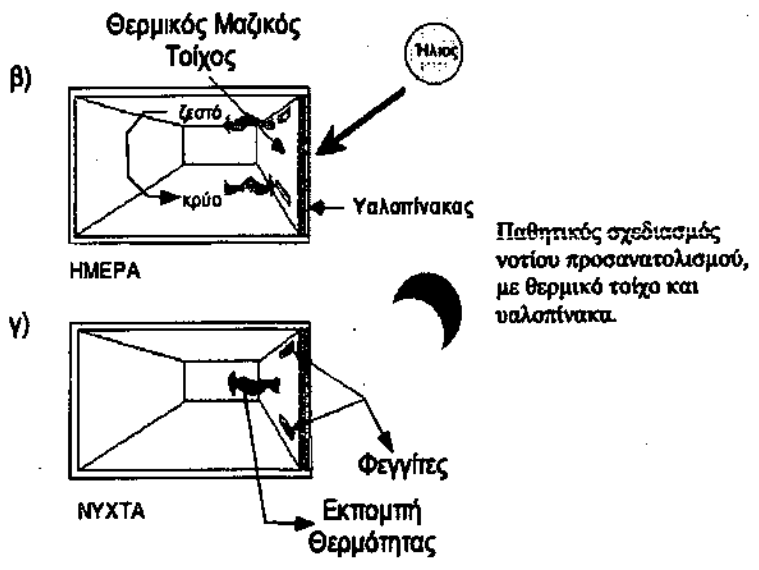 Θερμικός Μαζικός
Τοίχος
Ήλιος
β)
ζεστό
κρύο
Υαλοπίνακας
ΗΜΕΡΑ
Παθητικός σχεδιασμός
νοτίου προσανατολισμού,
με θερμικό τοίχο και
υαλοπίνακα.
γ)
Φεγγίτες
ΝΥΧΤΑ
Εκπομπή
Θερμότητας